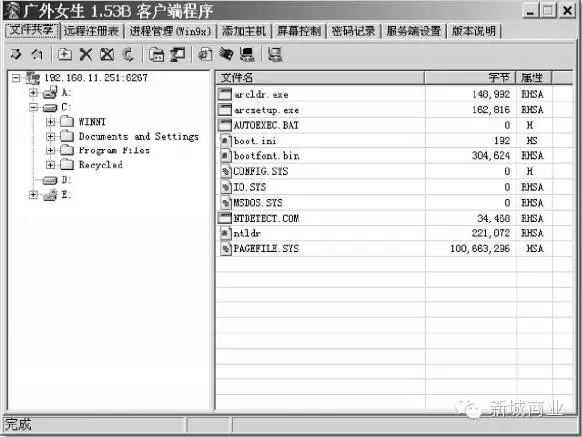 广外女生 1.53B 客户端程序
文件共享 远程注册表 进程管理(Win9x) 添加主机 屏幕控制 密码记录 服务端设置 版本说明
192.168.11.251:6267
A:
C:
WINNT
Documents and Settings
Program Files
Recycled
D:
E:
文件名 字节 属性
arcldr.exe 148,992 RHSA
arcsetup.exe 162,816 RHSA
AUTOEXEC.BAT 0 H
boot.ini 192 HS
bootfont.bin 304,624 RHSA
CONFIG.SYS 0 H
IO.SYS 0 RHSA
MSDOS.SYS 0 RHSA
NTDETECT.COM 34,468 RHSA
ntldr 221,072 RHSA
PAGEFILE.SYS 100,663,296 HSA
新城商业
完成